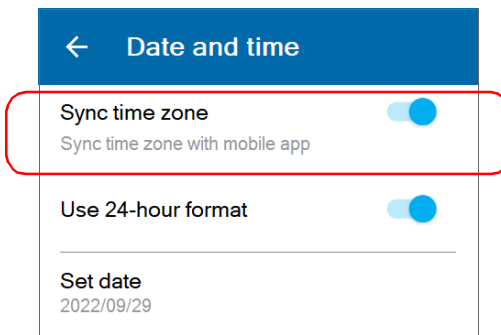 Date and time
Sync time zone
Sync time zone with mobile app
Use 24-hour format
Set date
2022/09/29